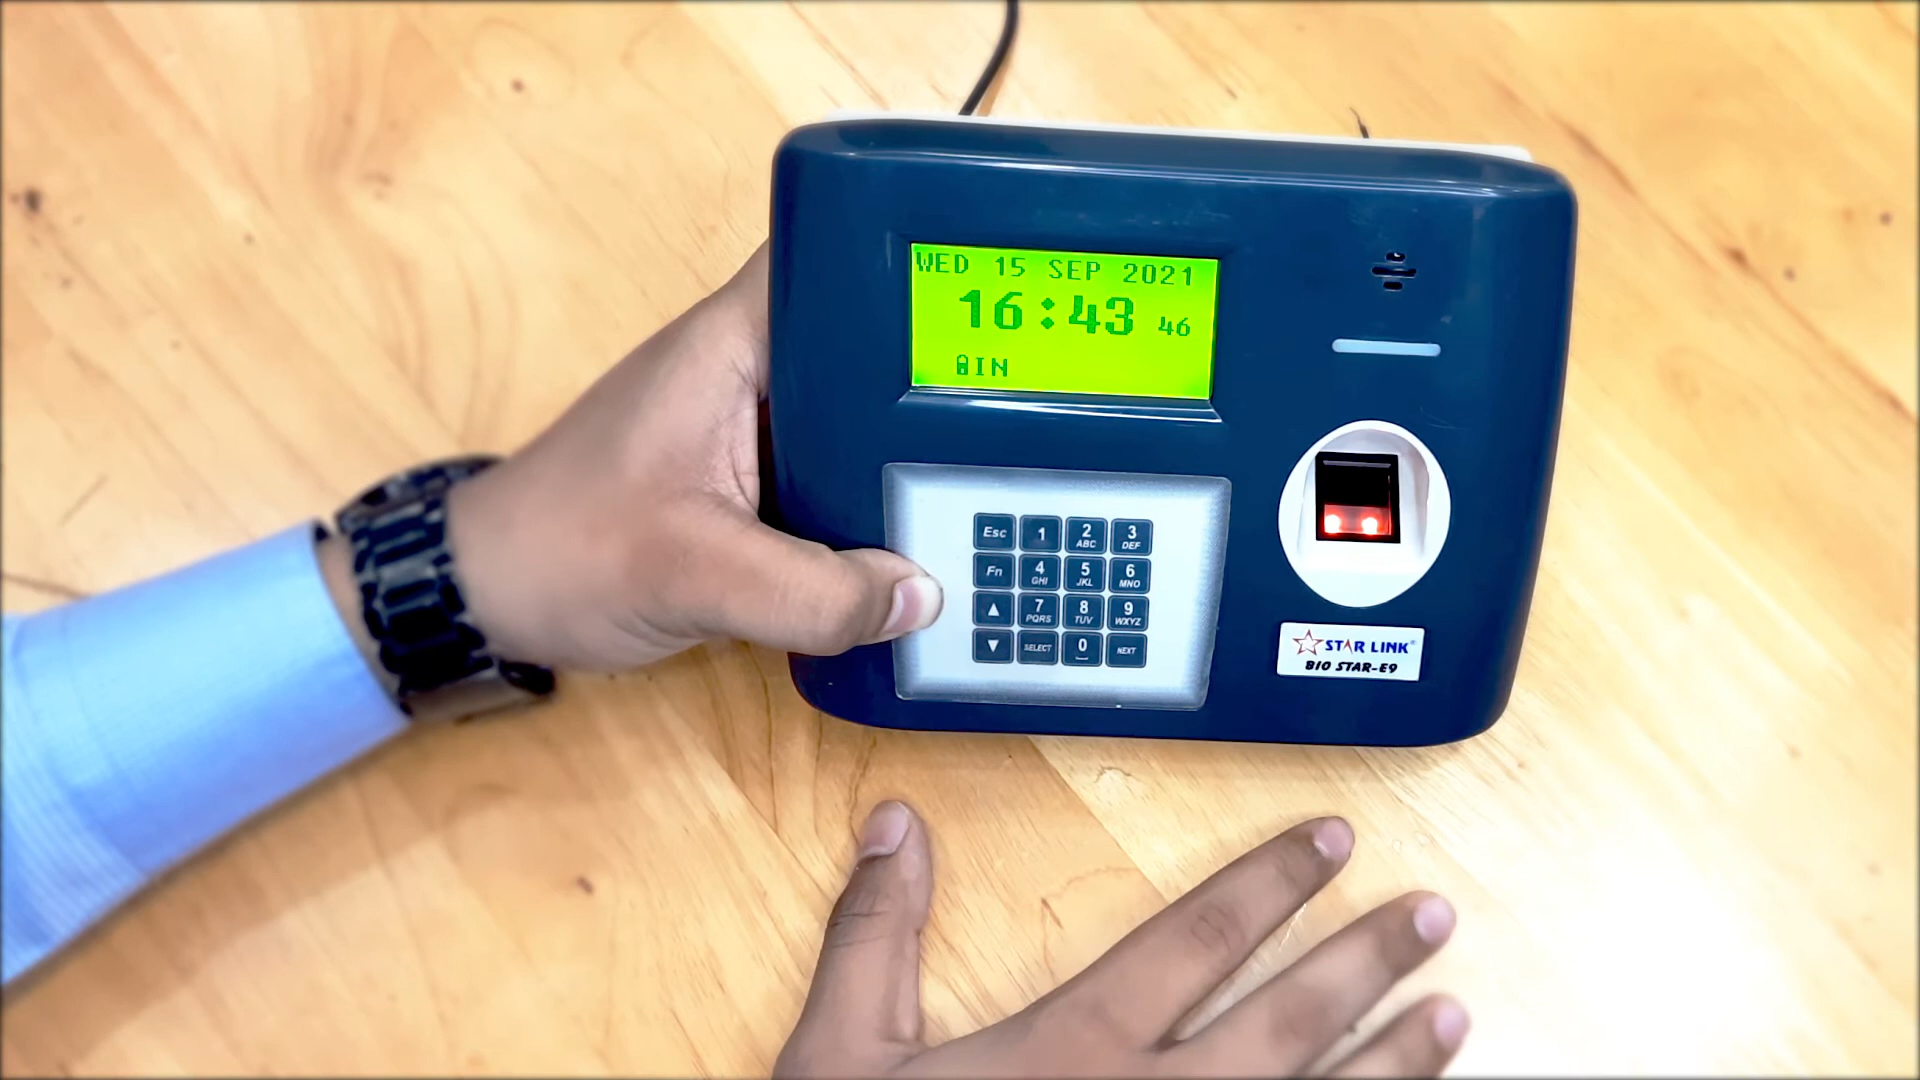 WED 15 SEP 2021
16:43 46
IN
Esc 1 2 ABC 3 DEF
Fn 4 GHI 5 JKL 6 MNO
▲ 7 PQRS 8 TUV 9 WXYZ
▼ SELECT 0 NEXT
STAR LINK®
BIO STAR-E9